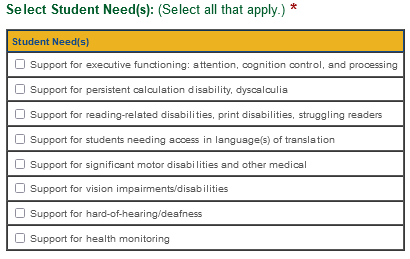 Select Student Need(s): (Select all that apply.) *
Student Need(s)
Support for executive functioning: attention, cognition control, and processing
Support for persistent calculation disability, dyscalculia
Support for reading-related disabilities, print disabilities, struggling readers
Support for students needing access in language(s) of translation
Support for significant motor disabilities and other medical
Support for vision impairments/disabilities
Support for hard-of-hearing/deafness
Support for health monitoring